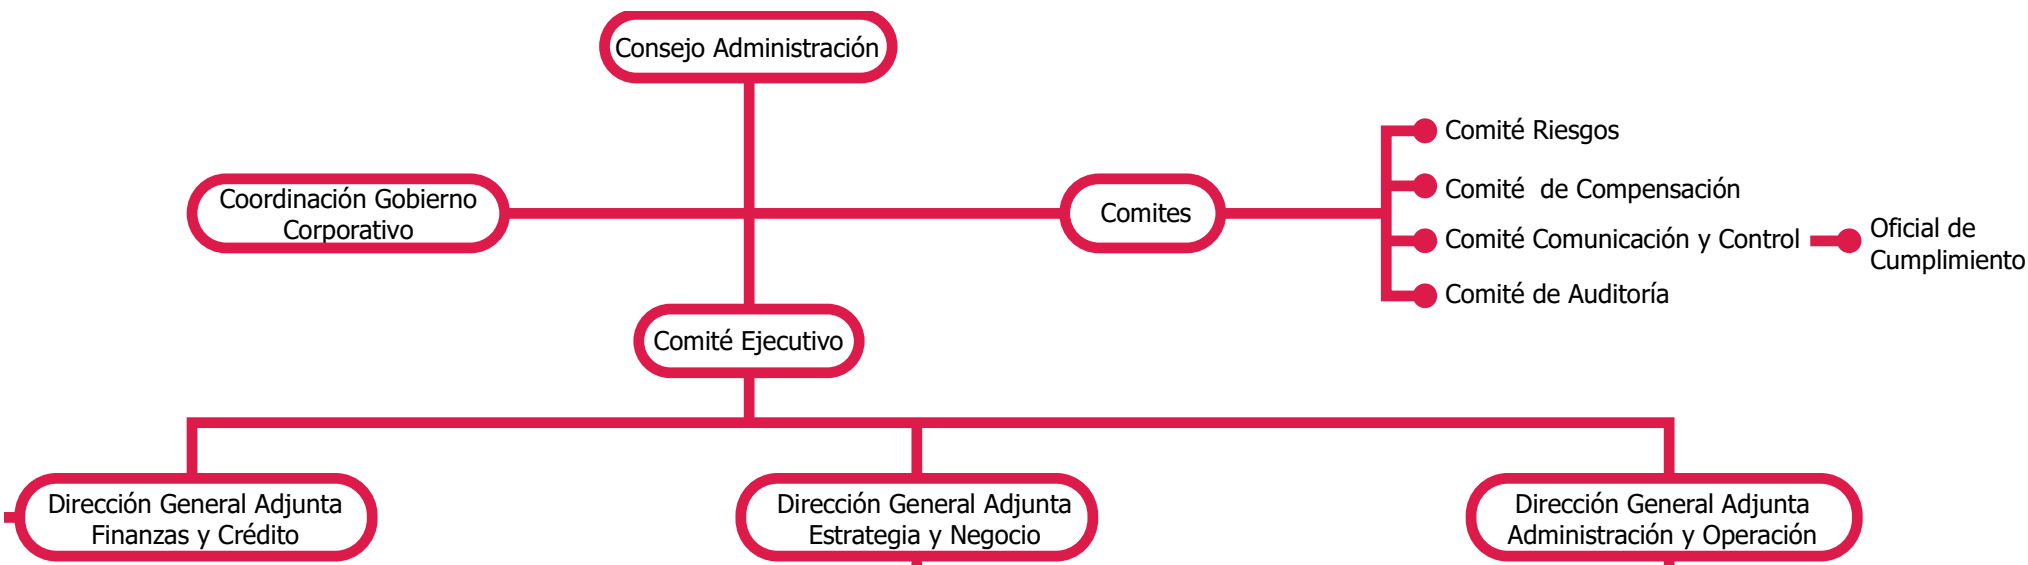 Consejo Administración
Comité Riesgos
Comité de Compensación
Coordinación Gobierno
Corporativo
Comites
Comité Comunicación y Control
Oficial de
Cumplimiento
Comité de Auditoría
Comité Ejecutivo
Dirección General Adjunta
Finanzas y Crédito
Dirección General Adjunta
Estrategia y Negocio
Dirección General Adjunta
Administración y Operación